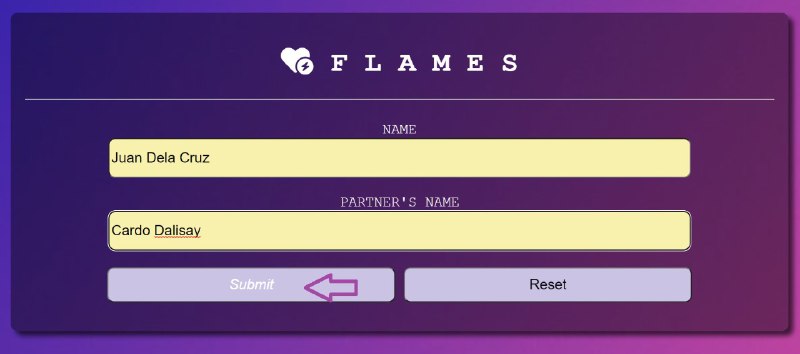 F L A M E S
NAME
Juan Dela Cruz
PARTNER'S NAME
Cardo Dalisay
Submit
Reset